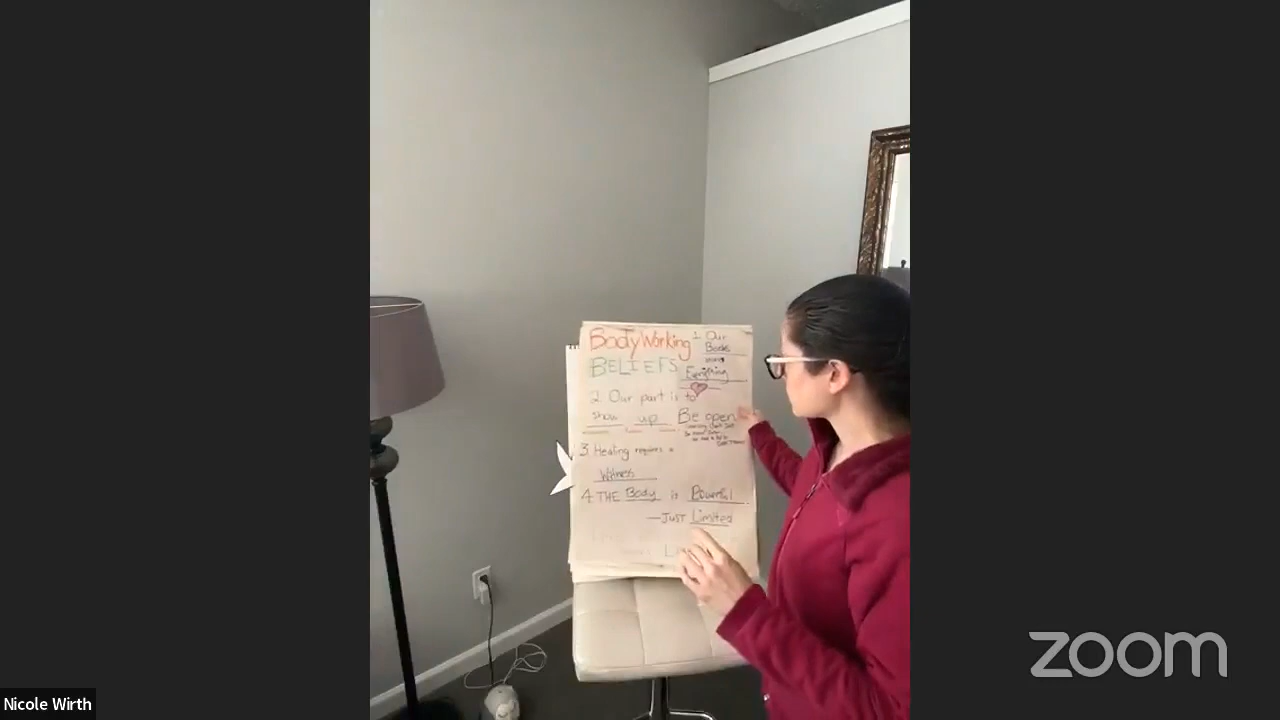 BodyWorking
BELIEFS
1. Our
Bodies
Everything
2. Our part is to
show up Be open
3. Healing requires a
Witness
4. THE Body is Powerful
—JUST Limited
Nicole Wirth
zoom